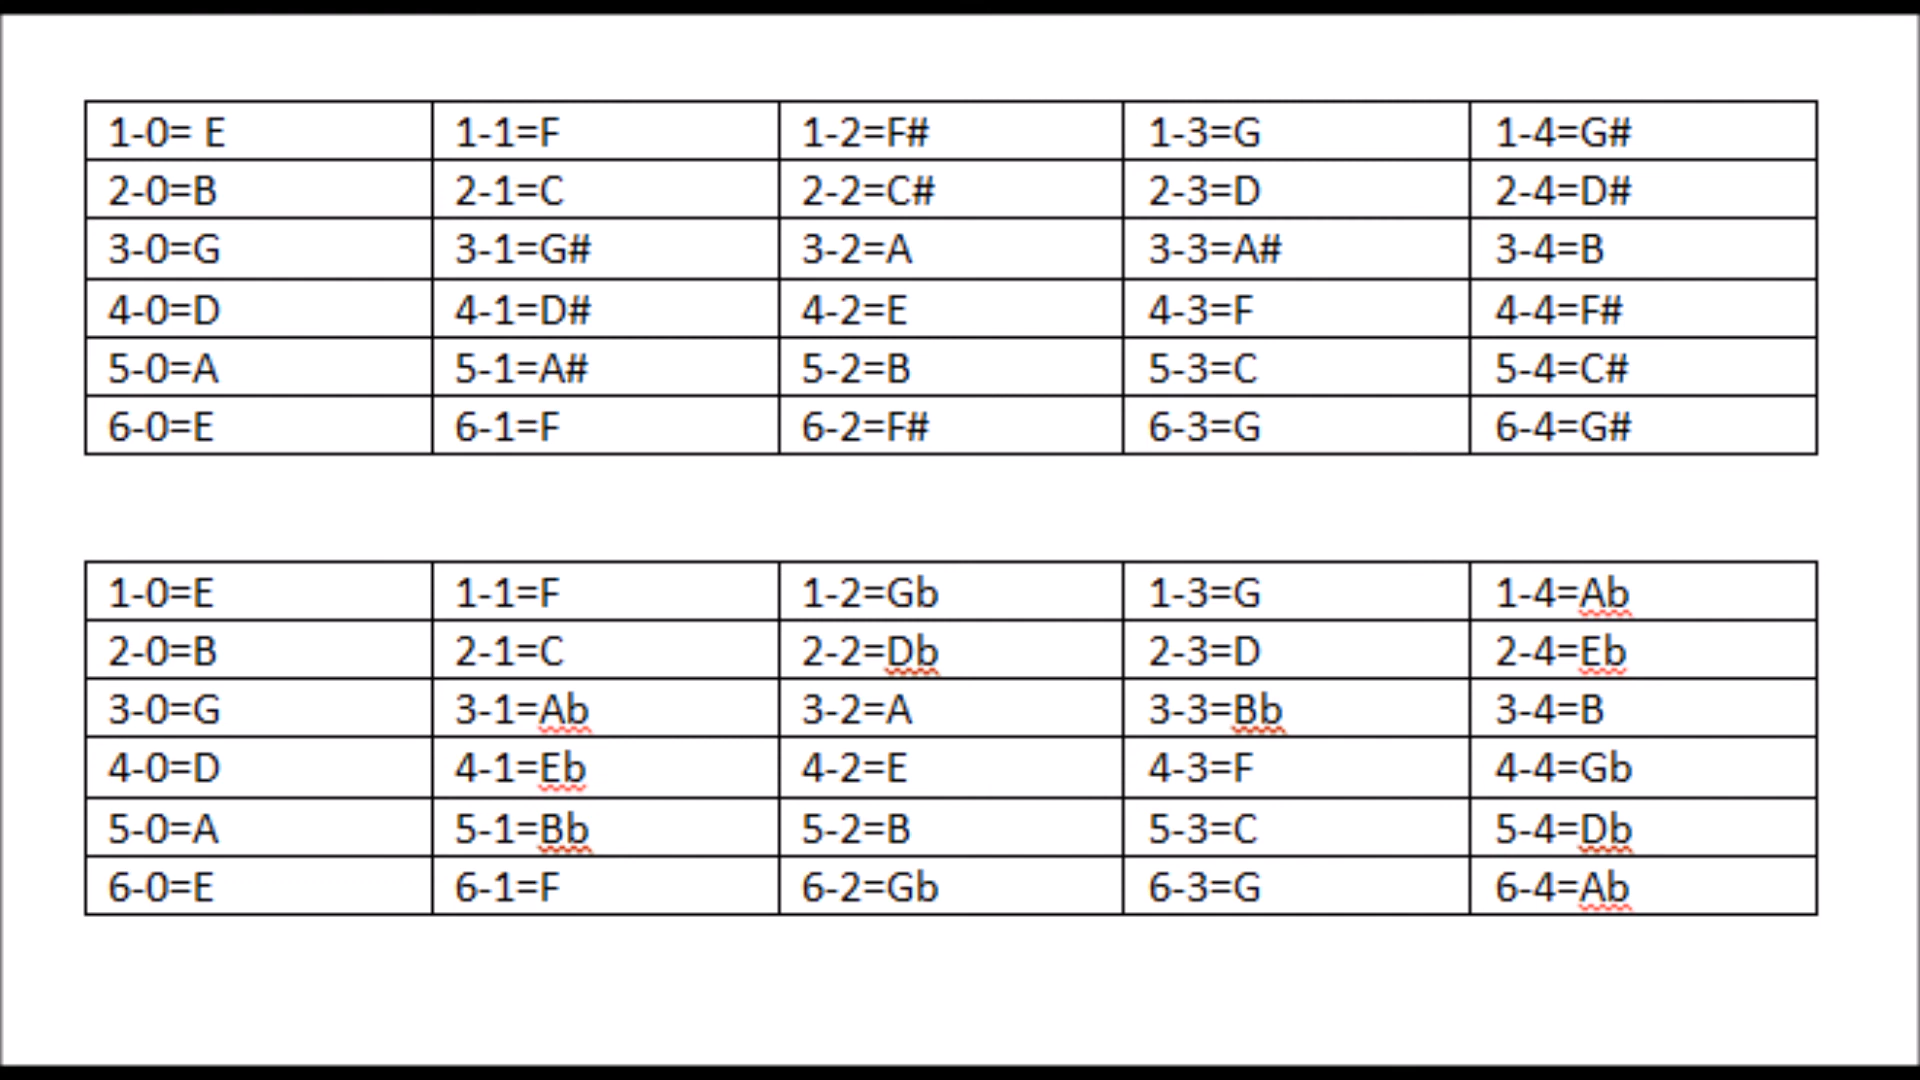 1-0= E 1-1=F 1-2=F# 1-3=G 1-4=G#
2-0=B 2-1=C 2-2=C# 2-3=D 2-4=D#
3-0=G 3-1=G# 3-2=A 3-3=A# 3-4=B
4-0=D 4-1=D# 4-2=E 4-3=F 4-4=F#
5-0=A 5-1=A# 5-2=B 5-3=C 5-4=C#
6-0=E 6-1=F 6-2=F# 6-3=G 6-4=G#
1-0=E 1-1=F 1-2=Gb 1-3=G 1-4=Ab
2-0=B 2-1=C 2-2=Db 2-3=D 2-4=Eb
3-0=G 3-1=Ab 3-2=A 3-3=Bb 3-4=B
4-0=D 4-1=Eb 4-2=E 4-3=F 4-4=Gb
5-0=A 5-1=Bb 5-2=B 5-3=C 5-4=Db
6-0=E 6-1=F 6-2=Gb 6-3=G 6-4=Ab